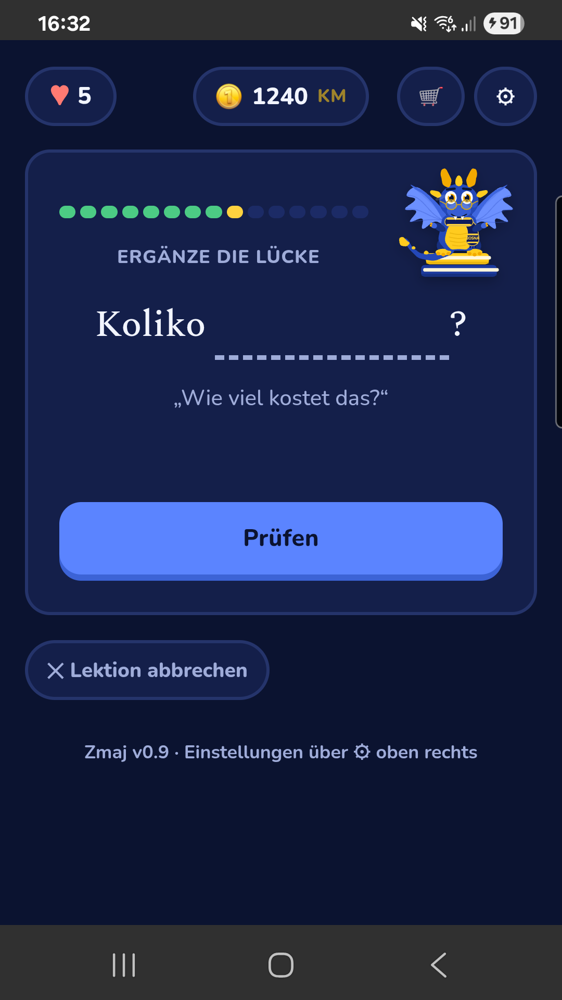 16:32
6
91
5
1240 KM
BOSNA
ERGÄNZE DIE LÜCKE
Koliko ?
„Wie viel kostet das?“
Prüfen
Lektion abbrechen
Zmaj v0.9 · Einstellungen über ⚙ oben rechts